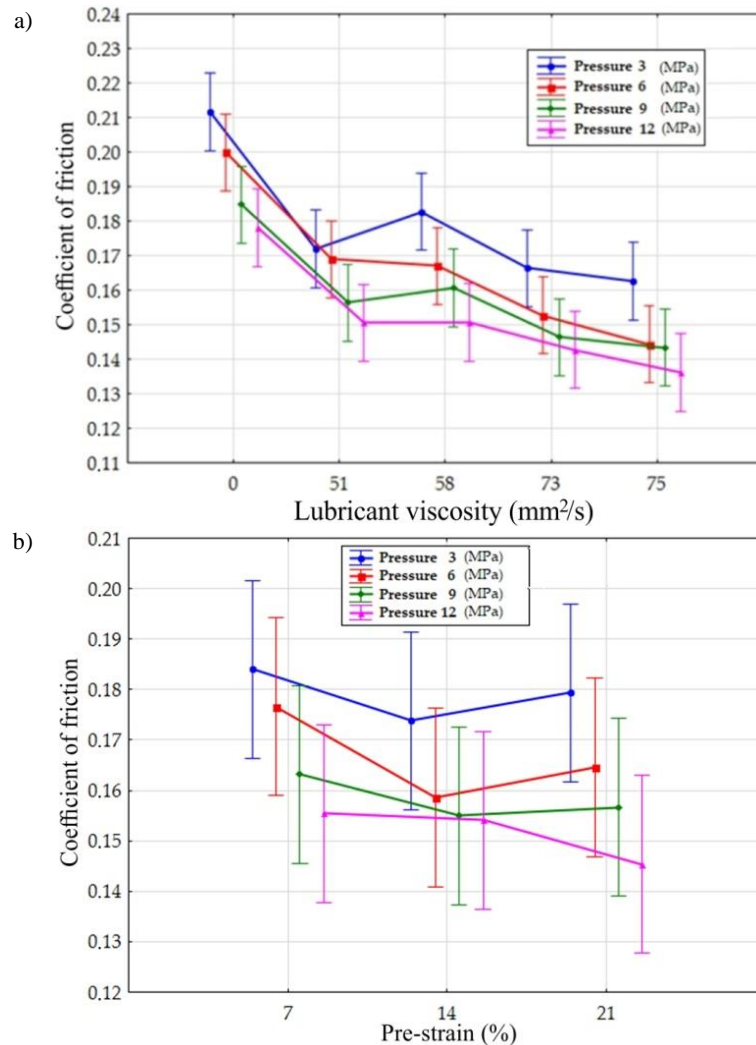 a)
0.24
0.23
0.22
0.21
0.20
0.19
0.18
0.17
0.16
0.15
0.14
0.13
0.12
0.11
Coefficient of friction
Pressure 3 (MPa)
Pressure 6 (MPa)
Pressure 9 (MPa)
Pressure 12 (MPa)
0 51 58 73 75
Lubricant viscosity (mm²/s)
b)
0.21
0.20
0.19
0.18
0.17
0.16
0.15
0.14
0.13
0.12
Coefficient of friction
Pressure 3 (MPa)
Pressure 6 (MPa)
Pressure 9 (MPa)
Pressure 12 (MPa)
7 14 21
Pre-strain (%)